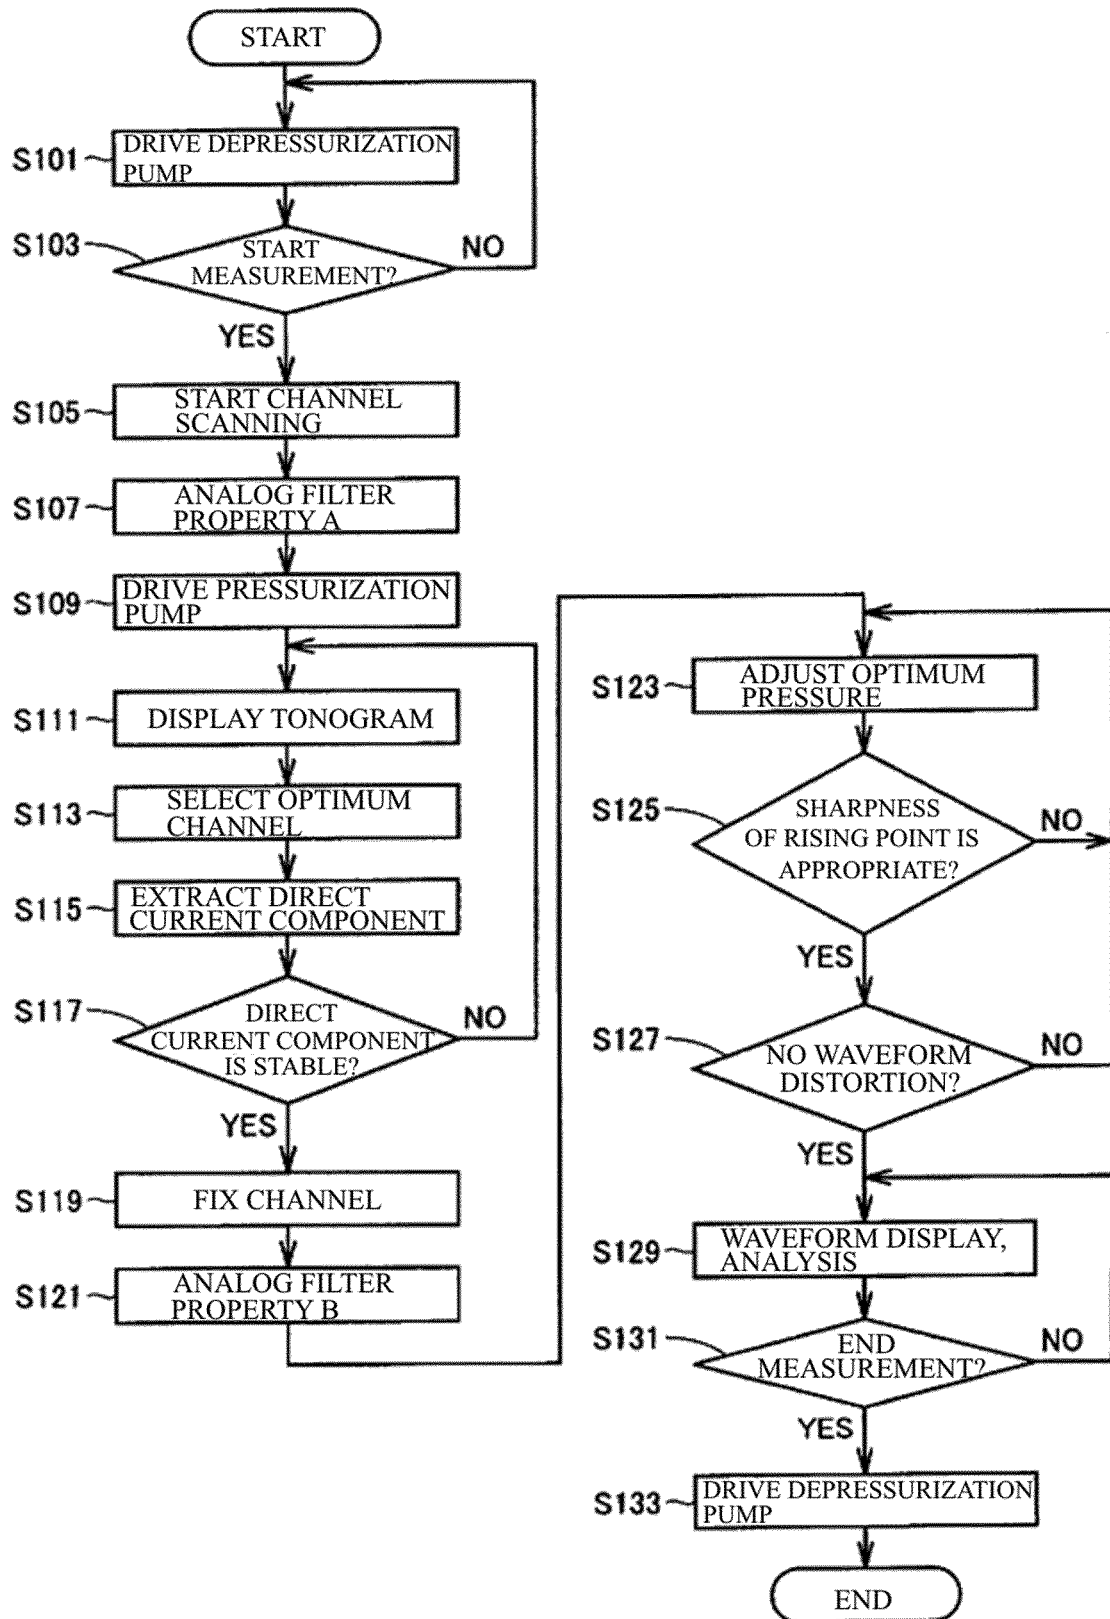 START
S101
DRIVE DEPRESSURIZATION
PUMP
S103
START
MEASUREMENT?
NO
YES
S105
START CHANNEL
SCANNING
S107
ANALOG FILTER
PROPERTY A
S109
DRIVE PRESSURIZATION
PUMP
S111
DISPLAY TONOGRAM
S113
SELECT OPTIMUM
CHANNEL
S115
EXTRACT DIRECT
CURRENT COMPONENT
S117
DIRECT
CURRENT COMPONENT
IS STABLE?
NO
YES
S119
FIX CHANNEL
S121
ANALOG FILTER
PROPERTY B
S123
ADJUST OPTIMUM
PRESSURE
S125
SHARPNESS
OF RISING POINT IS
APPROPRIATE?
NO
YES
S127
NO WAVEFORM
DISTORTION?
NO
YES
S129
WAVEFORM DISPLAY,
ANALYSIS
S131
END
MEASUREMENT?
NO
YES
S133
DRIVE DEPRESSURIZATION
PUMP
END